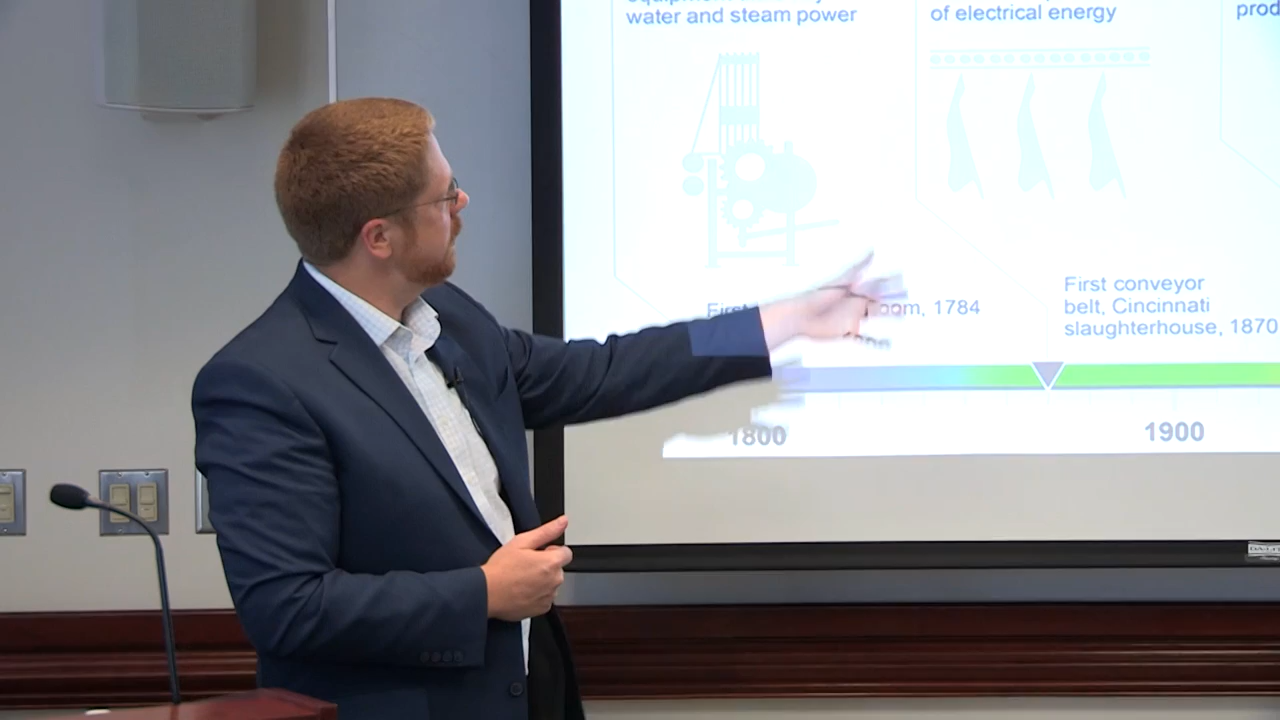 water and steam power
of electrical energy
prod
First
oom, 1784
First conveyor
belt, Cincinnati
slaughterhouse, 1870
1800
1900